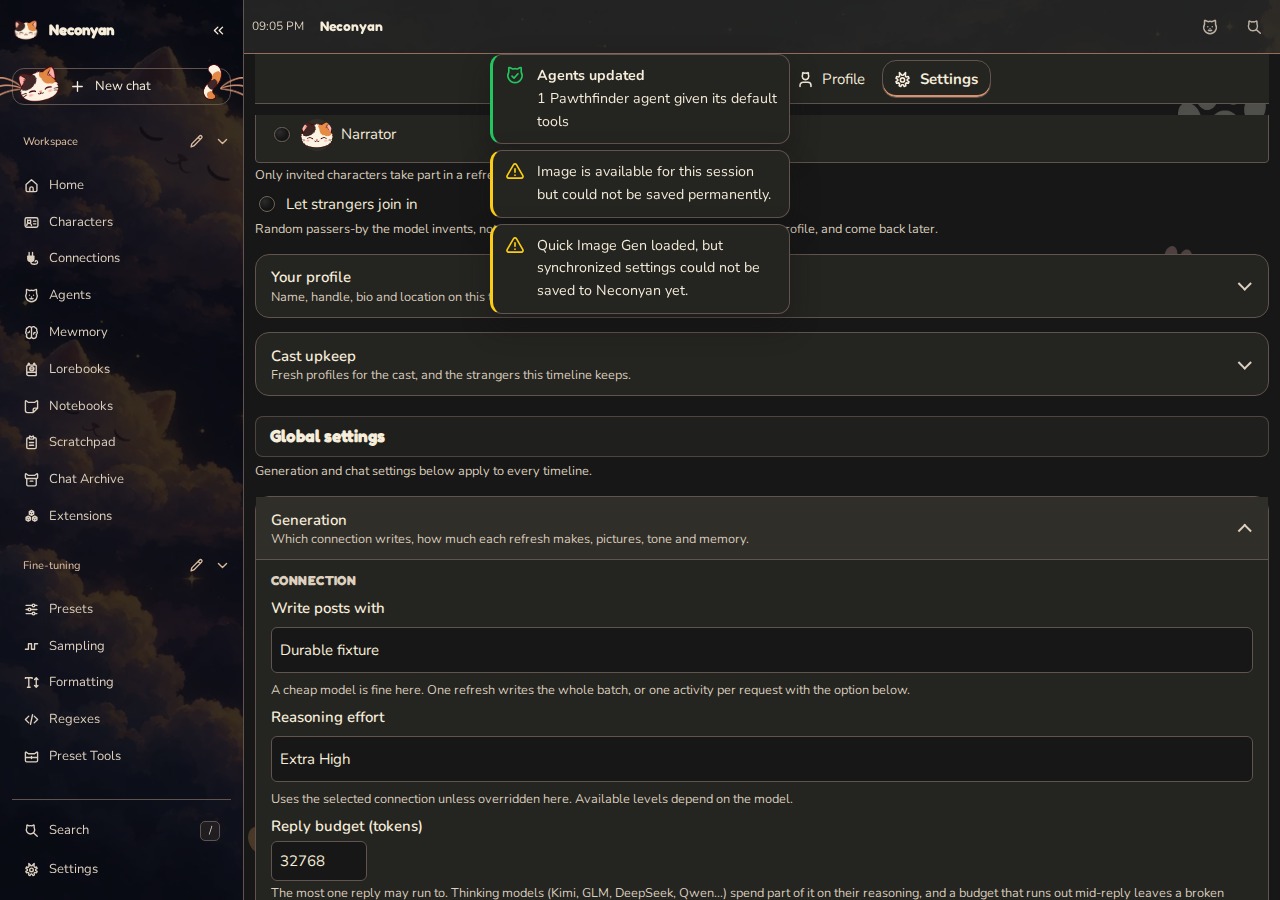 Neconyan
09:05 PM
Neconyan
New chat
Workspace
Home
Characters
Connections
Agents
Mewmory
Lorebooks
Notebooks
Scratchpad
Chat Archive
Extensions
Fine-tuning
Presets
Sampling
Formatting
Regexes
Preset Tools
Search
/
Settings
Profile
Settings
Agents updated
1 Pawthfinder agent given its default
tools
Image is available for this session
but could not be saved permanently.
Quick Image Gen loaded, but
synchronized settings could not be
saved to Neconyan yet.
Narrator
Only invited characters take part in a refre
Let strangers join in
Random passers-by the model invents, no
ofile, and come back later.
Your profile
Name, handle, bio and location on this
Cast upkeep
Fresh profiles for the cast, and the strangers this timeline keeps.
Global settings
Generation and chat settings below apply to every timeline.
Generation
Which connection writes, how much each refresh makes, pictures, tone and memory.
CONNECTION
Write posts with
Durable fixture
A cheap model is fine here. One refresh writes the whole batch, or one activity per request with the option below.
Reasoning effort
Extra High
Uses the selected connection unless overridden here. Available levels depend on the model.
Reply budget (tokens)
32768
The most one reply may run to. Thinking models (Kimi, GLM, DeepSeek, Qwen...) spend part of it on their reasoning, and a budget that runs out mid-reply leaves a broken